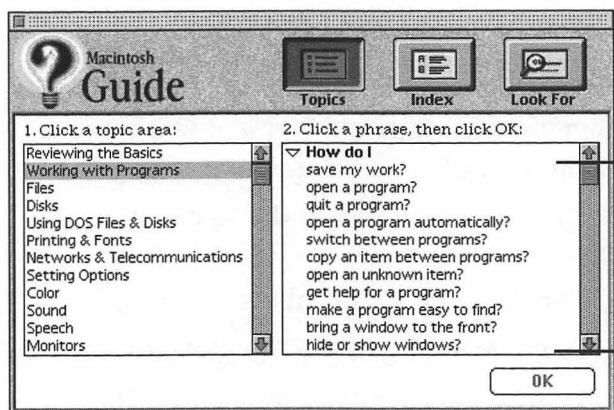 Macintosh
Guide
Topics
Index
Look For
1. Click a topic area:
Reviewing the Basics
Working with Programs
Files
Disks
Using DOS Files & Disks
Printing & Fonts
Networks & Telecommunications
Setting Options
Color
Sound
Speech
Monitors
2. Click a phrase, then click OK:
How do I
save my work?
open a program?
quit a program?
open a program automatically?
switch between programs?
copy an item between programs?
open an unknown item?
get help for a program?
make a program easy to find?
bring a window to the front?
hide or show windows?
OK